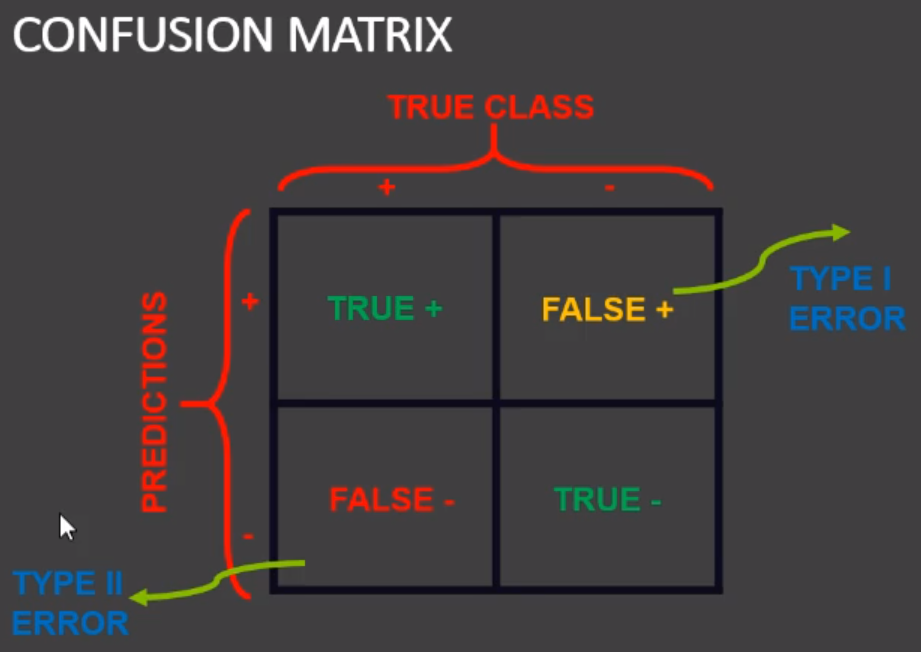 CONFUSION MATRIX
TRUE CLASS
+ -
PREDICTIONS
+
TRUE +
FALSE +
TYPE I
ERROR
-
FALSE -
TRUE -
TYPE II
ERROR